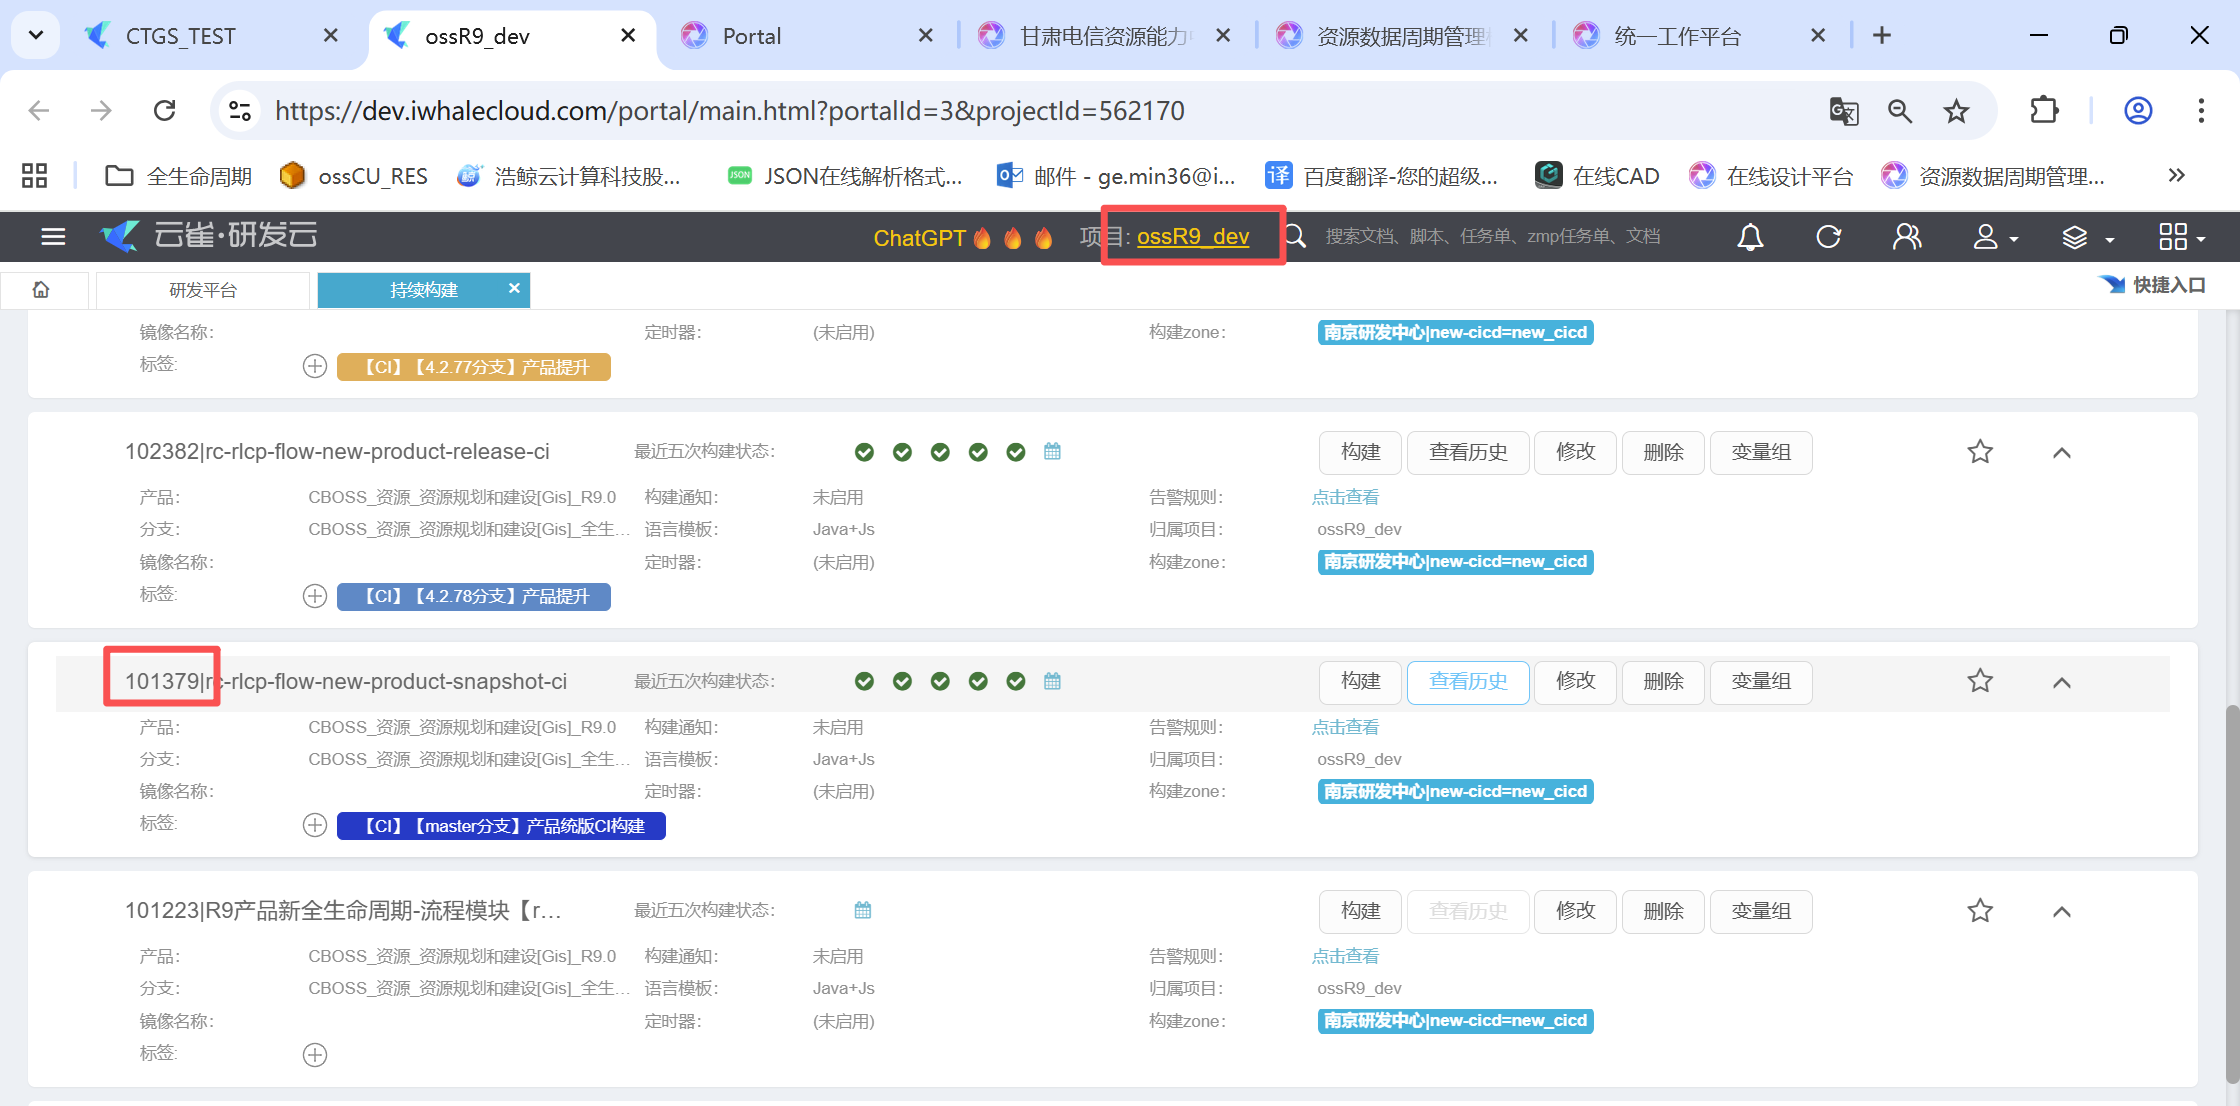 CTGS_TEST
ossR9_dev
Portal
甘肃电信资源能力
资源数据周期管理
统一工作平台
https://dev.iwhalecloud.com/portal/main.html?portalId=3&projectId=562170
全生命周期
ossCU_RES
浩鲸云计算科技股...
JSON在线解析格式...
邮件 - ge.min36@i...
百度翻译-您的超级...
在线CAD
在线设计平台
资源数据周期管理...
云雀·研发云
ChatGPT
项目: ossR9_dev
搜索文档、脚本、任务单、zmp任务单、文档
研发平台
持续构建
快捷入口
镜像名称:
定时器:
(未启用)
构建zone:
南京研发中心|new-cicd=new_cicd
标签:
【CI】【4.2.77分支】产品提升
102382|rc-rlcp-flow-new-product-release-ci
最近五次构建状态:
构建
查看历史
修改
删除
变量组
产品:
CBOSS_资源_资源规划和建设[Gis]_R9.0
构建通知:
未启用
告警规则:
点击查看
分支:
CBOSS_资源_资源规划和建设[Gis]_全生...
语言模板:
Java+Js
归属项目:
ossR9_dev
镜像名称:
定时器:
(未启用)
构建zone:
南京研发中心|new-cicd=new_cicd
标签:
【CI】【4.2.78分支】产品提升
101379|rc-rlcp-flow-new-product-snapshot-ci
最近五次构建状态:
构建
查看历史
修改
删除
变量组
产品:
CBOSS_资源_资源规划和建设[Gis]_R9.0
构建通知:
未启用
告警规则:
点击查看
分支:
CBOSS_资源_资源规划和建设[Gis]_全生...
语言模板:
Java+Js
归属项目:
ossR9_dev
镜像名称:
定时器:
(未启用)
构建zone:
南京研发中心|new-cicd=new_cicd
标签:
【CI】【master分支】产品统版CI构建
101223|R9产品新全生命周期-流程模块【r...
最近五次构建状态:
构建
查看历史
修改
删除
变量组
产品:
CBOSS_资源_资源规划和建设[Gis]_R9.0
构建通知:
未启用
告警规则:
点击查看
分支:
CBOSS_资源_资源规划和建设[Gis]_全生...
语言模板:
Java+Js
归属项目:
ossR9_dev
镜像名称:
定时器:
(未启用)
构建zone:
南京研发中心|new-cicd=new_cicd
标签: